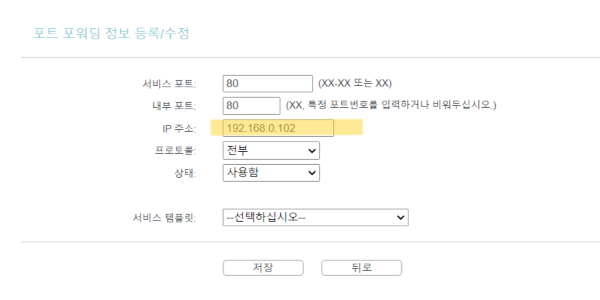 포트 포워딩 정보 등록/수정
서비스 포트: 80 (XX-XX 또는 XX)
내부 포트: 80 (XX, 특정 포트번호를 입력하거나 비워두십시오.)
IP 주소: 192.168.0.102
프로토콜: 전부
상태: 사용함
서비스 템플릿: --선택하십시오--
저장 뒤로